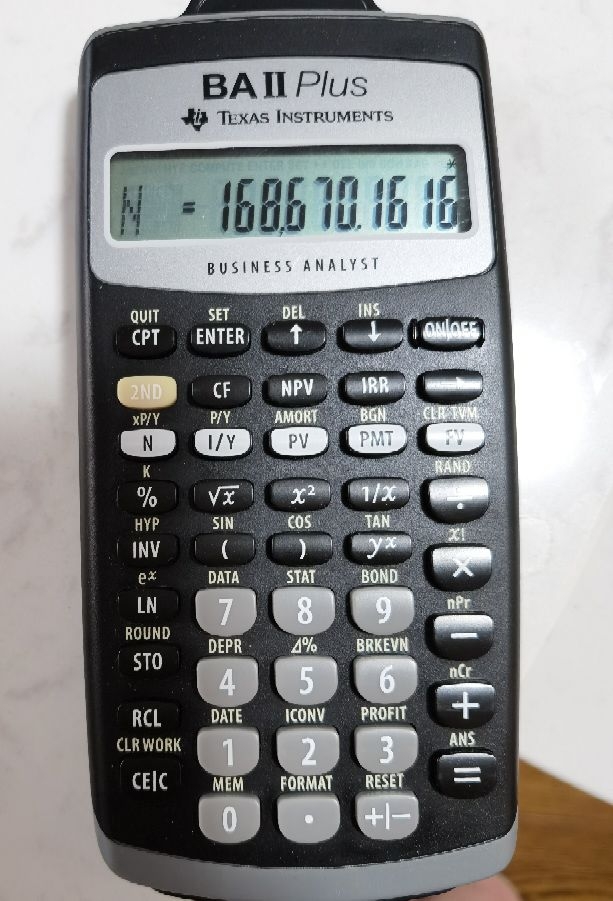 BA II Plus
TEXAS INSTRUMENTS
N = 168,670.1616
BUSINESS ANALYST
QUIT SET DEL INS
CPT ENTER ↑ ↓ ON|OFF
2ND CF NPV IRR →
xP/Y P/Y AMORT BGN CLR TVM
N I/Y PV PMT FV
K RAND
% √x x² 1/x ÷
HYP SIN COS TAN x!
INV ( ) yˣ ×
eˣ DATA STAT BOND nPr
LN 7 8 9 −
ROUND DEPR Δ% BRKEVN nCr
STO 4 5 6 +
DATE ICONV PROFIT ANS
RCL 1 2 3 =
CLR WORK MEM FORMAT RESET
CE|C 0 . +|−